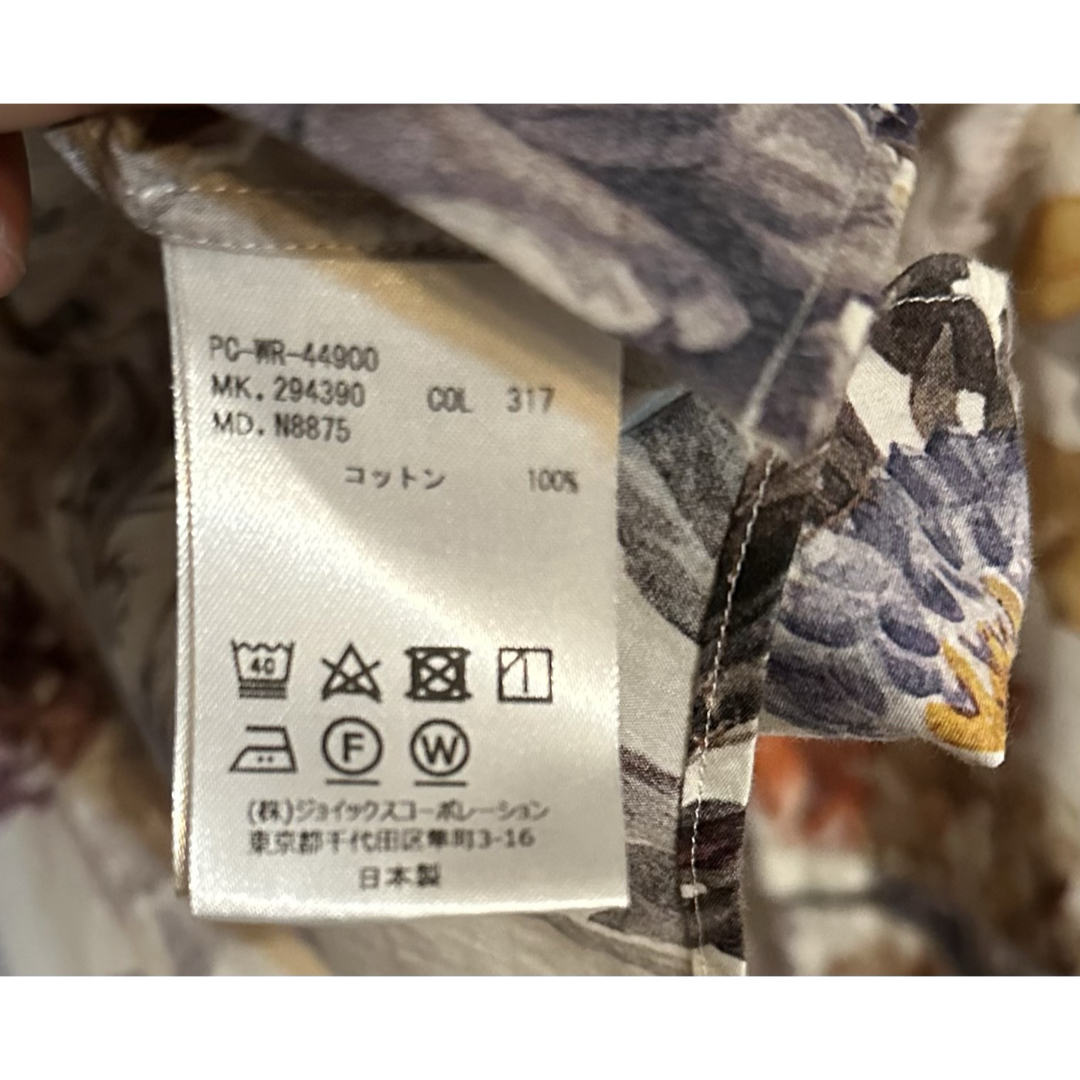 PC-WR-44900
MK.294390 COL 317
MD.N8875
コットン 100%
40
F W
(株)ジョイックスコーポレーション
東京都千代田区隼町3-16
日本製